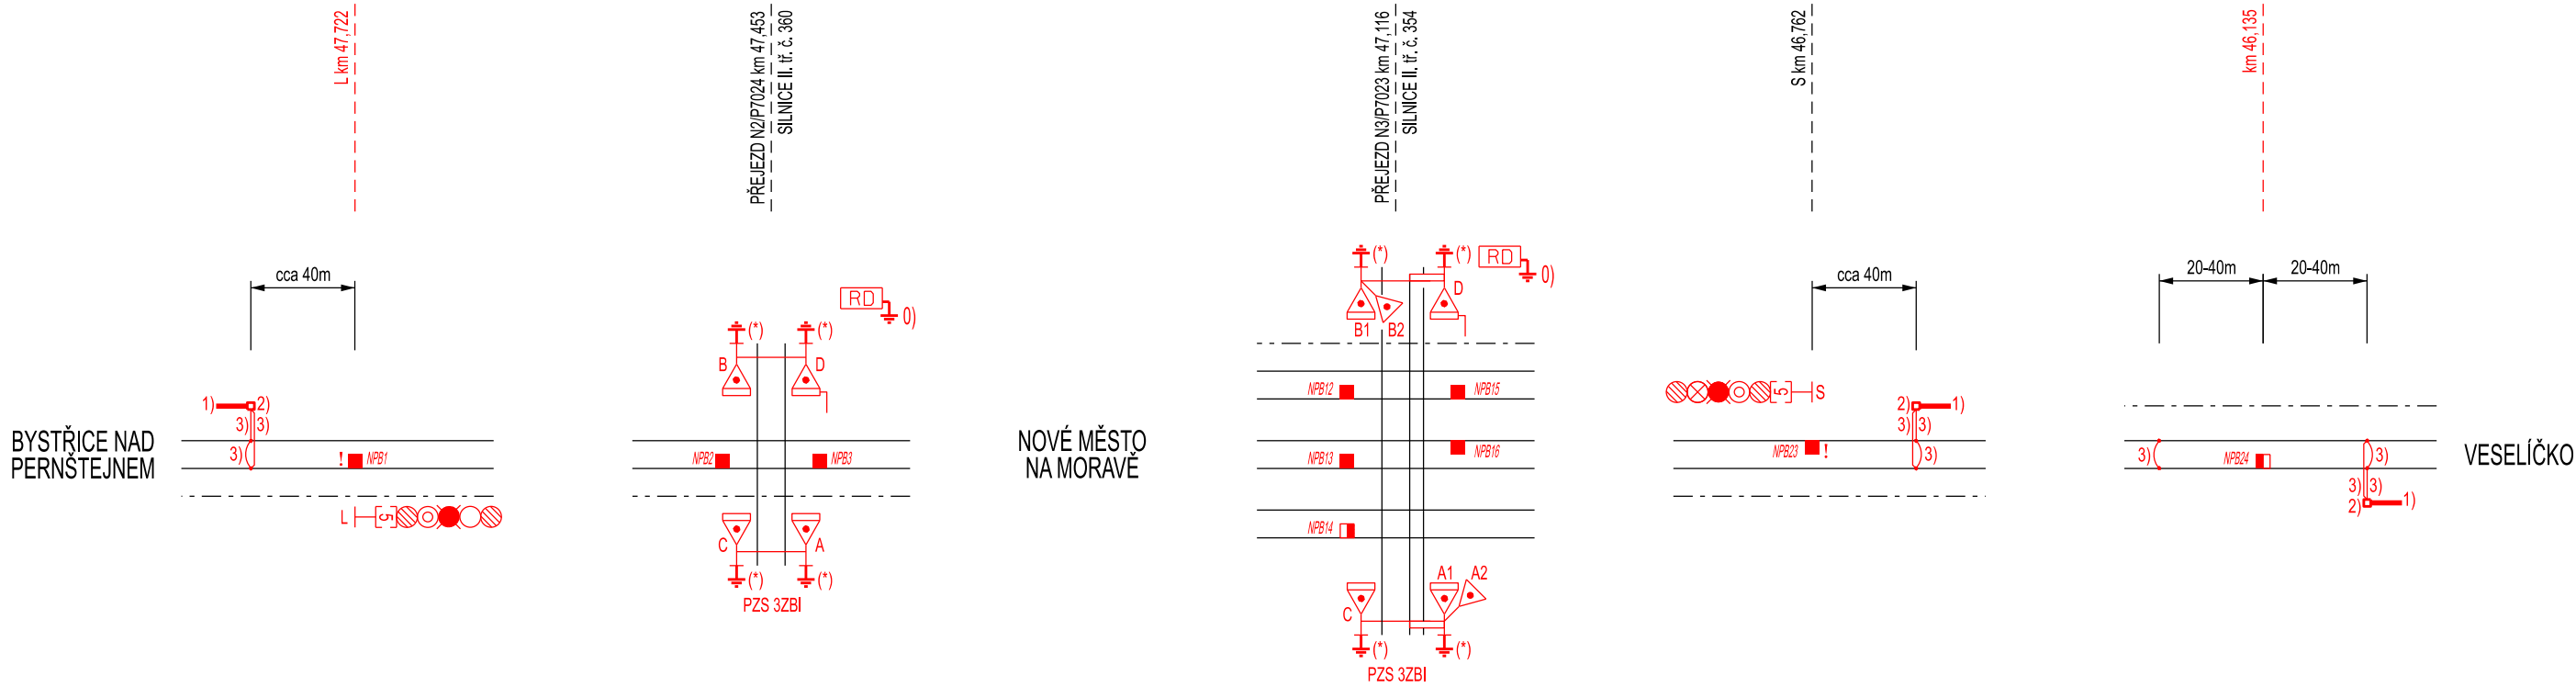 L km 47,722
PŘEJEZD N2/P7024 km 47,453
SILNICE II. tř. č. 360
PŘEJEZD N3/P7023 km 47,116
SILNICE II. tř. č. 354
S km 46,762
km 46,135
BYSTŘICE NAD
PERNŠTEJNEM
cca 40m
1)
2)
3)
3)
3)
!
NPB1
L
5
RD
0)
(*)
(*)
B
D
NPB2
NPB3
C
A
(*)
(*)
PZS 3ZBI
NOVÉ MĚSTO
NA MORAVĚ
(*)
(*)
RD
0)
D
B1
B2
NPB12
NPB15
NPB13
NPB16
NPB14
A1
A2
C
(*)
(*)
PZS 3ZBI
cca 40m
5
S
2)
1)
3)
3)
NPB23
!
3)
20-40m
20-40m
3)
NPB24
3)
3)
3)
2)
1)
VESELÍČKO